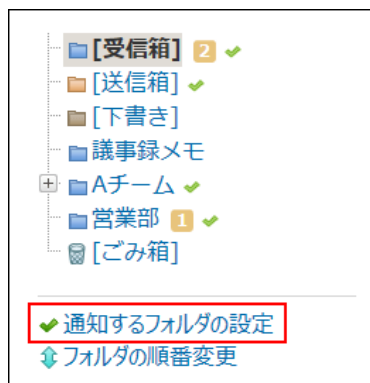 [受信箱] 2
[送信箱]
[下書き]
議事録メモ
Aチーム
営業部 1
[ごみ箱]
通知するフォルダの設定
フォルダの順番変更